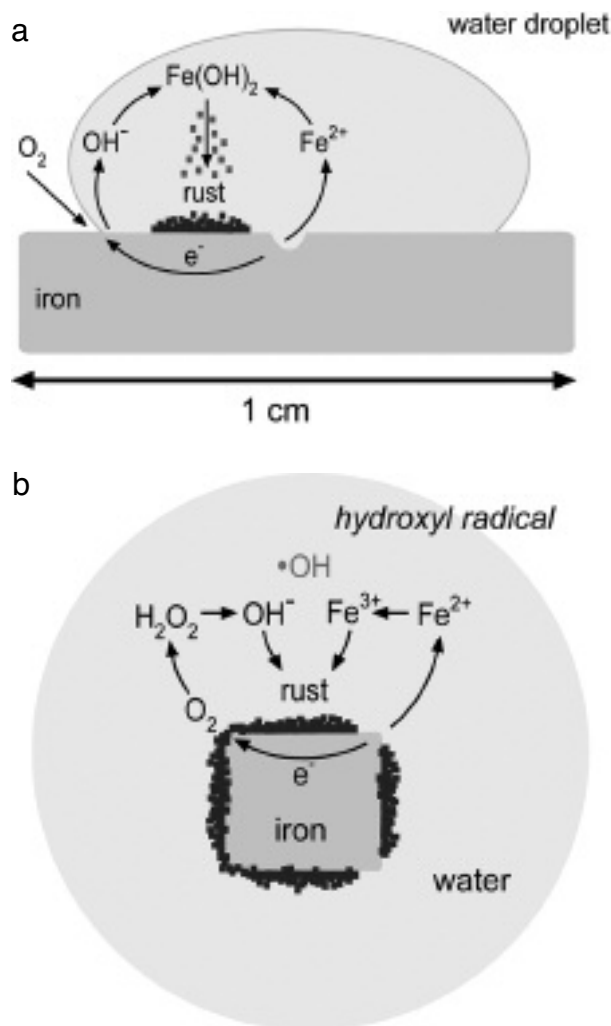 a
water droplet
Fe(OH)₂
OH⁻
Fe²⁺
O₂
rust
e⁻
iron
1 cm
b
hydroxyl radical
•OH
H₂O₂ OH⁻ Fe³⁺ Fe²⁺
rust
O₂
e⁻
iron
water